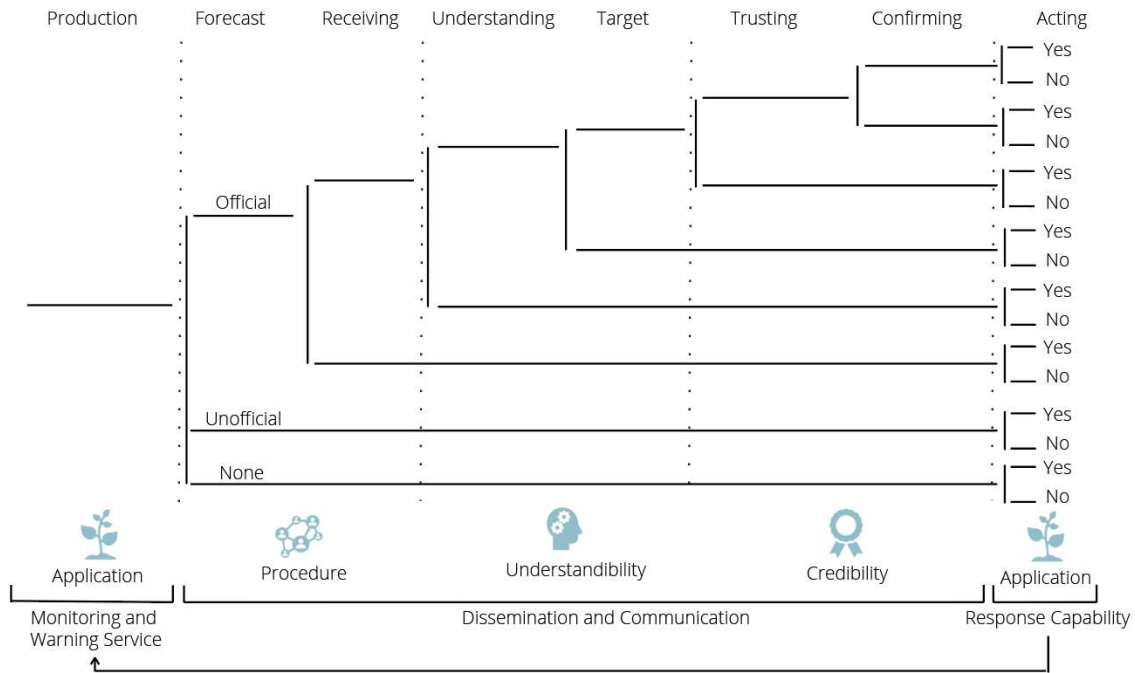 Production Forecast Receiving Understanding Target Trusting Confirming Acting
Yes
No
Yes
No
Yes
Official
No
Yes
No
Yes
No
Yes
No
Unofficial
Yes
No
None
Yes
No
Application
Procedure
Understandibility
Credibility
Application
Monitoring and
Warning Service
Dissemination and Communication
Response Capability